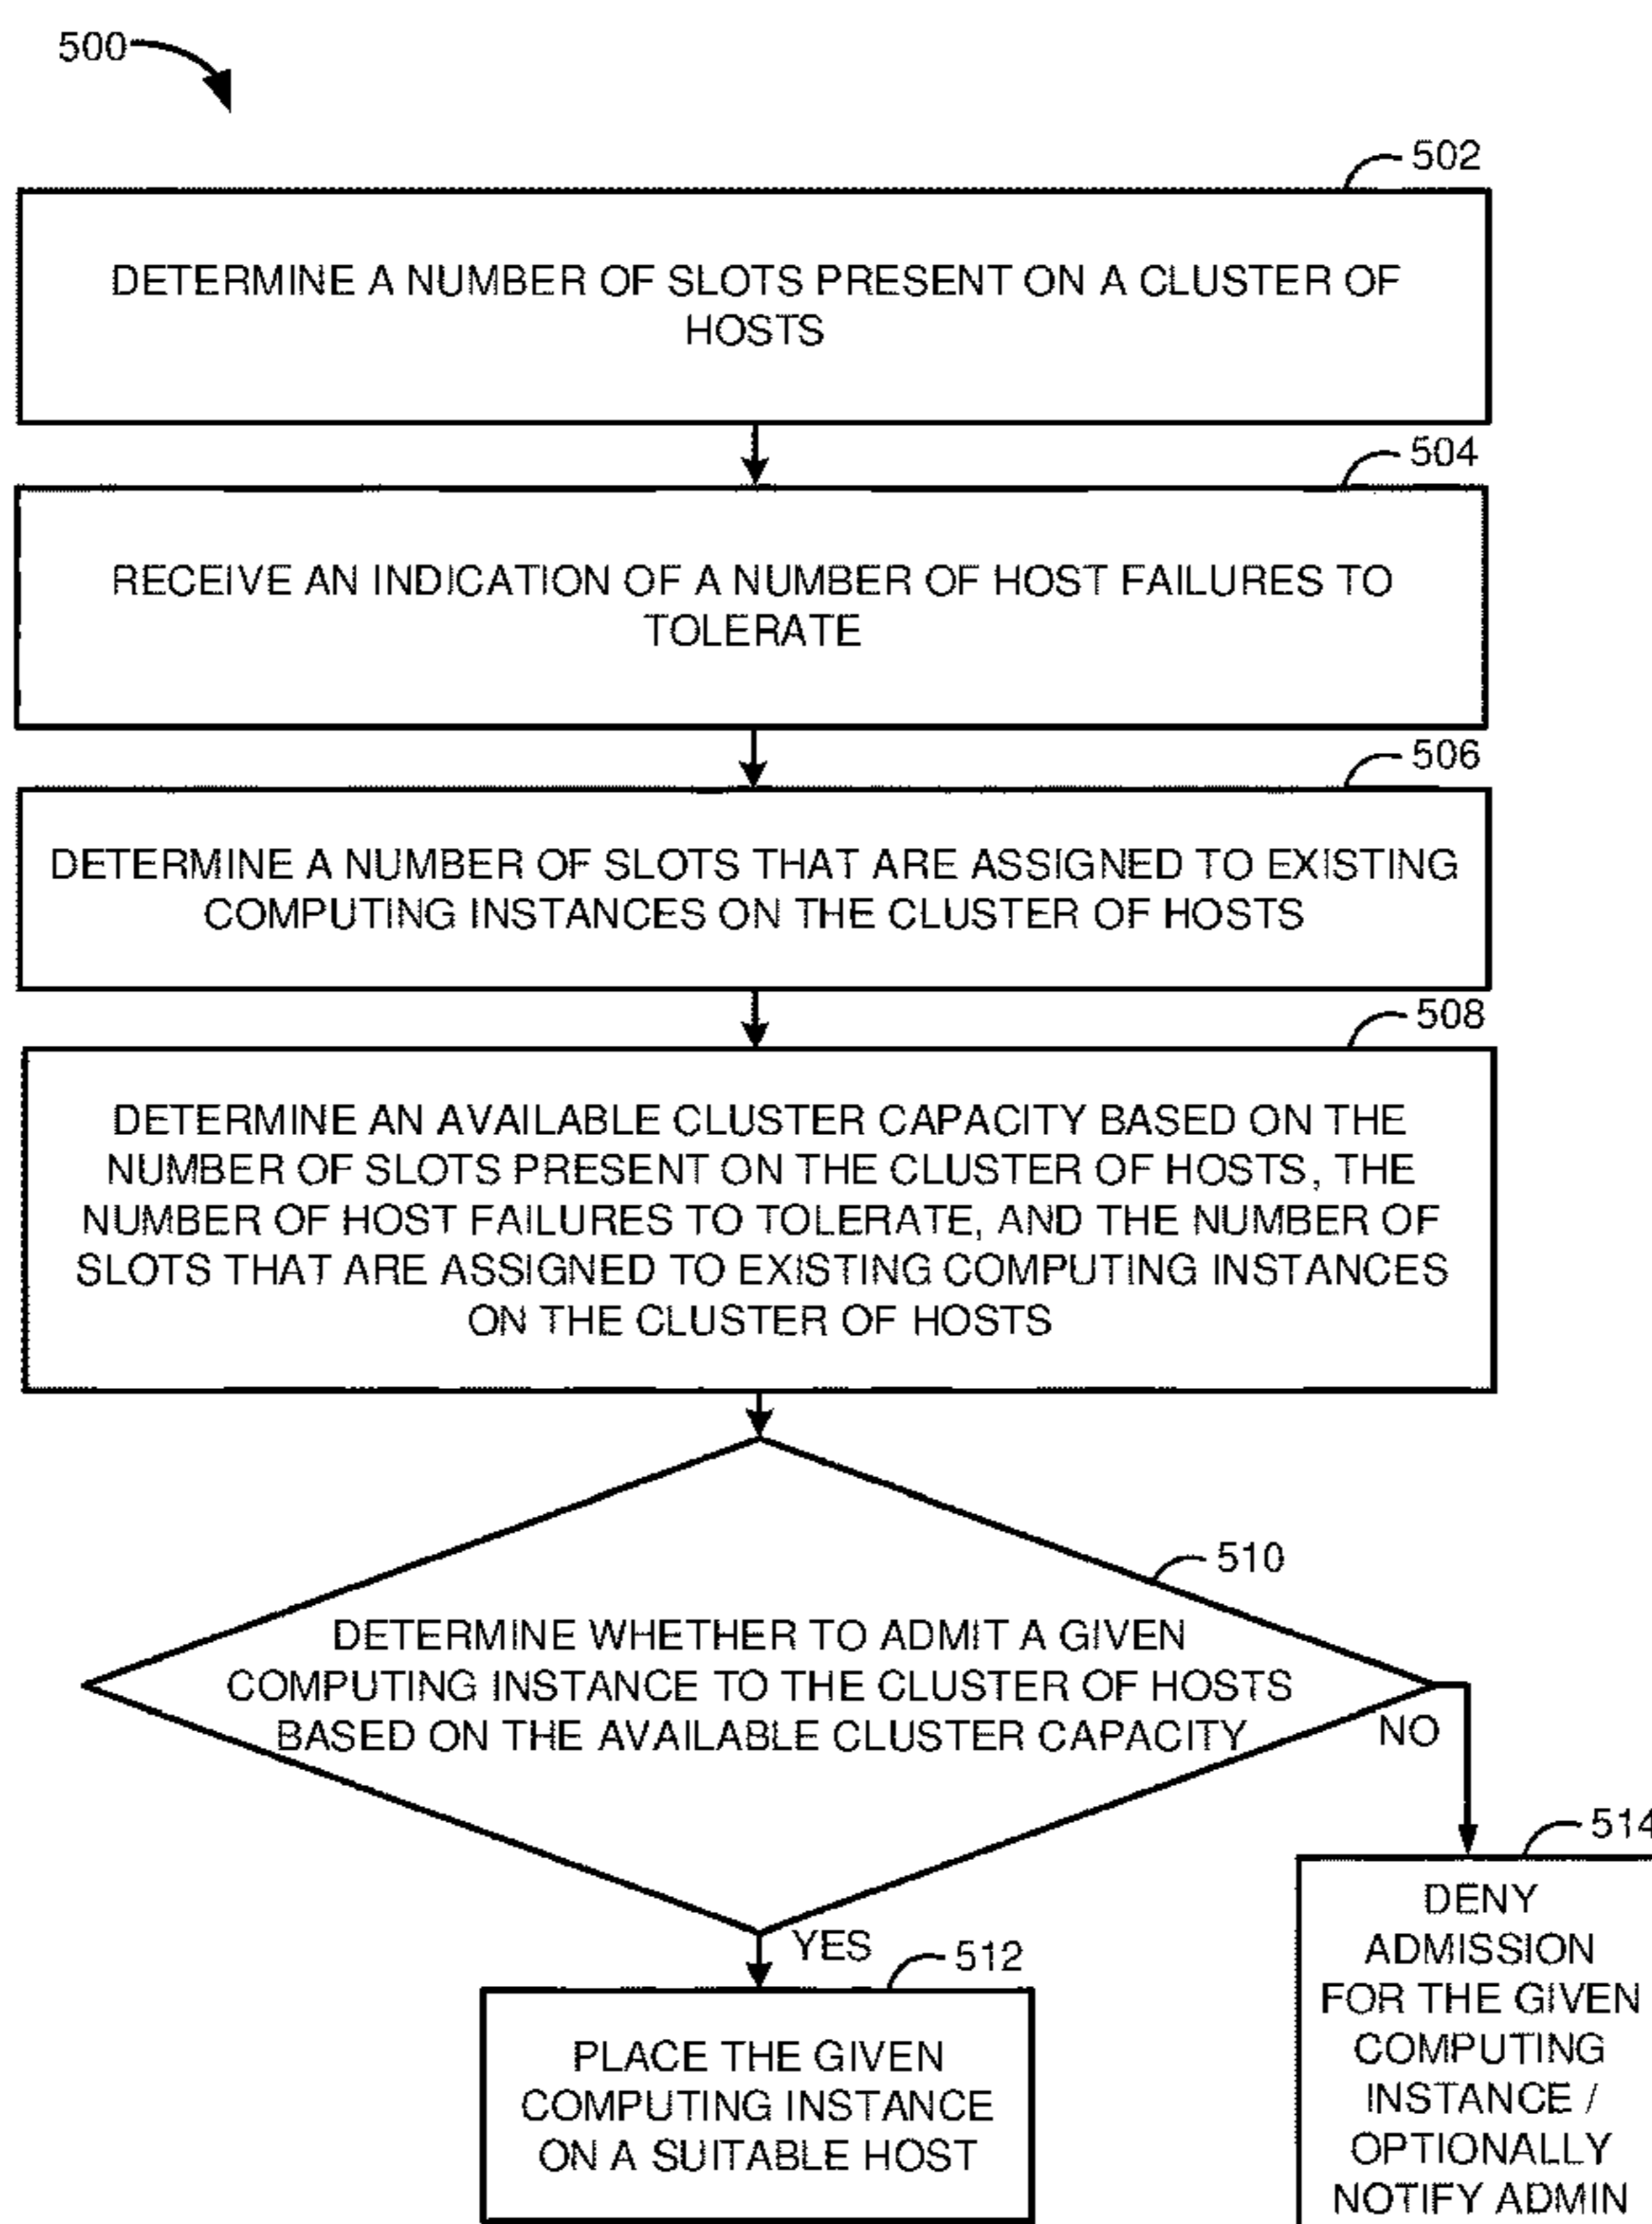 500
502
DETERMINE A NUMBER OF SLOTS PRESENT ON A CLUSTER OF
HOSTS
504
RECEIVE AN INDICATION OF A NUMBER OF HOST FAILURES TO
TOLERATE
506
DETERMINE A NUMBER OF SLOTS THAT ARE ASSIGNED TO EXISTING
COMPUTING INSTANCES ON THE CLUSTER OF HOSTS
508
DETERMINE AN AVAILABLE CLUSTER CAPACITY BASED ON THE
NUMBER OF SLOTS PRESENT ON THE CLUSTER OF HOSTS, THE
NUMBER OF HOST FAILURES TO TOLERATE, AND THE NUMBER OF
SLOTS THAT ARE ASSIGNED TO EXISTING COMPUTING INSTANCES
ON THE CLUSTER OF HOSTS
510
DETERMINE WHETHER TO ADMIT A GIVEN
COMPUTING INSTANCE TO THE CLUSTER OF HOSTS
BASED ON THE AVAILABLE CLUSTER CAPACITY
NO
YES
512
PLACE THE GIVEN
COMPUTING INSTANCE
ON A SUITABLE HOST
514
DENY
ADMISSION
FOR THE GIVEN
COMPUTING
INSTANCE /
OPTIONALLY
NOTIFY ADMIN